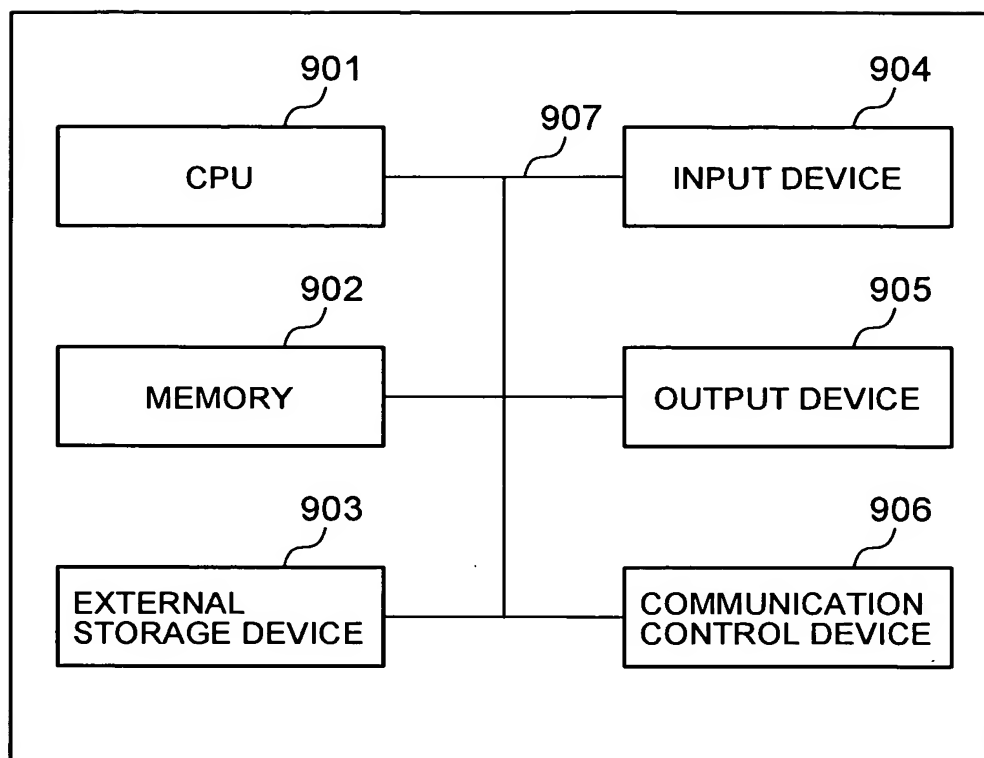 901
CPU
902
MEMORY
903
EXTERNAL
STORAGE DEVICE
907
904
INPUT DEVICE
905
OUTPUT DEVICE
906
COMMUNICATION
CONTROL DEVICE